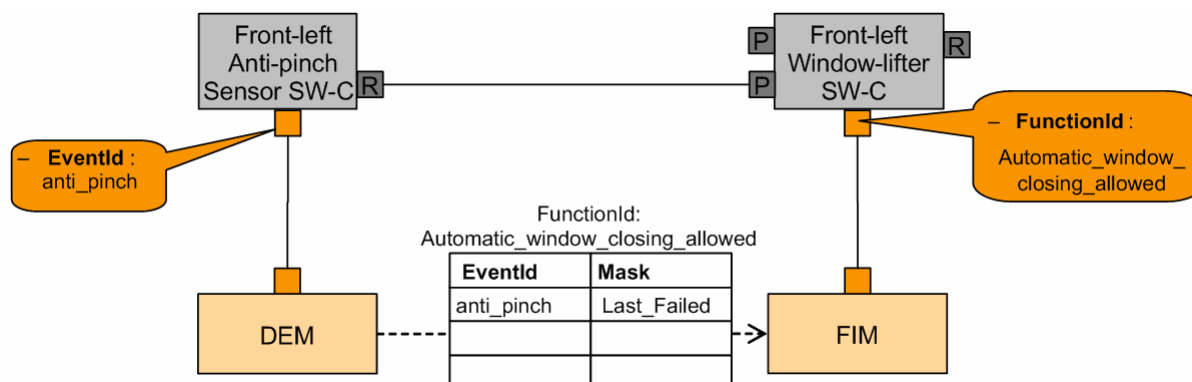 Front-left
Anti-pinch
Sensor SW-C
R
P
P
Front-left
Window-lifter
SW-C
R
– EventId :
anti_pinch
– FunctionId :
Automatic_window_
closing_allowed
FunctionId:
Automatic_window_closing_allowed
EventId Mask
anti_pinch Last_Failed
DEM
FIM